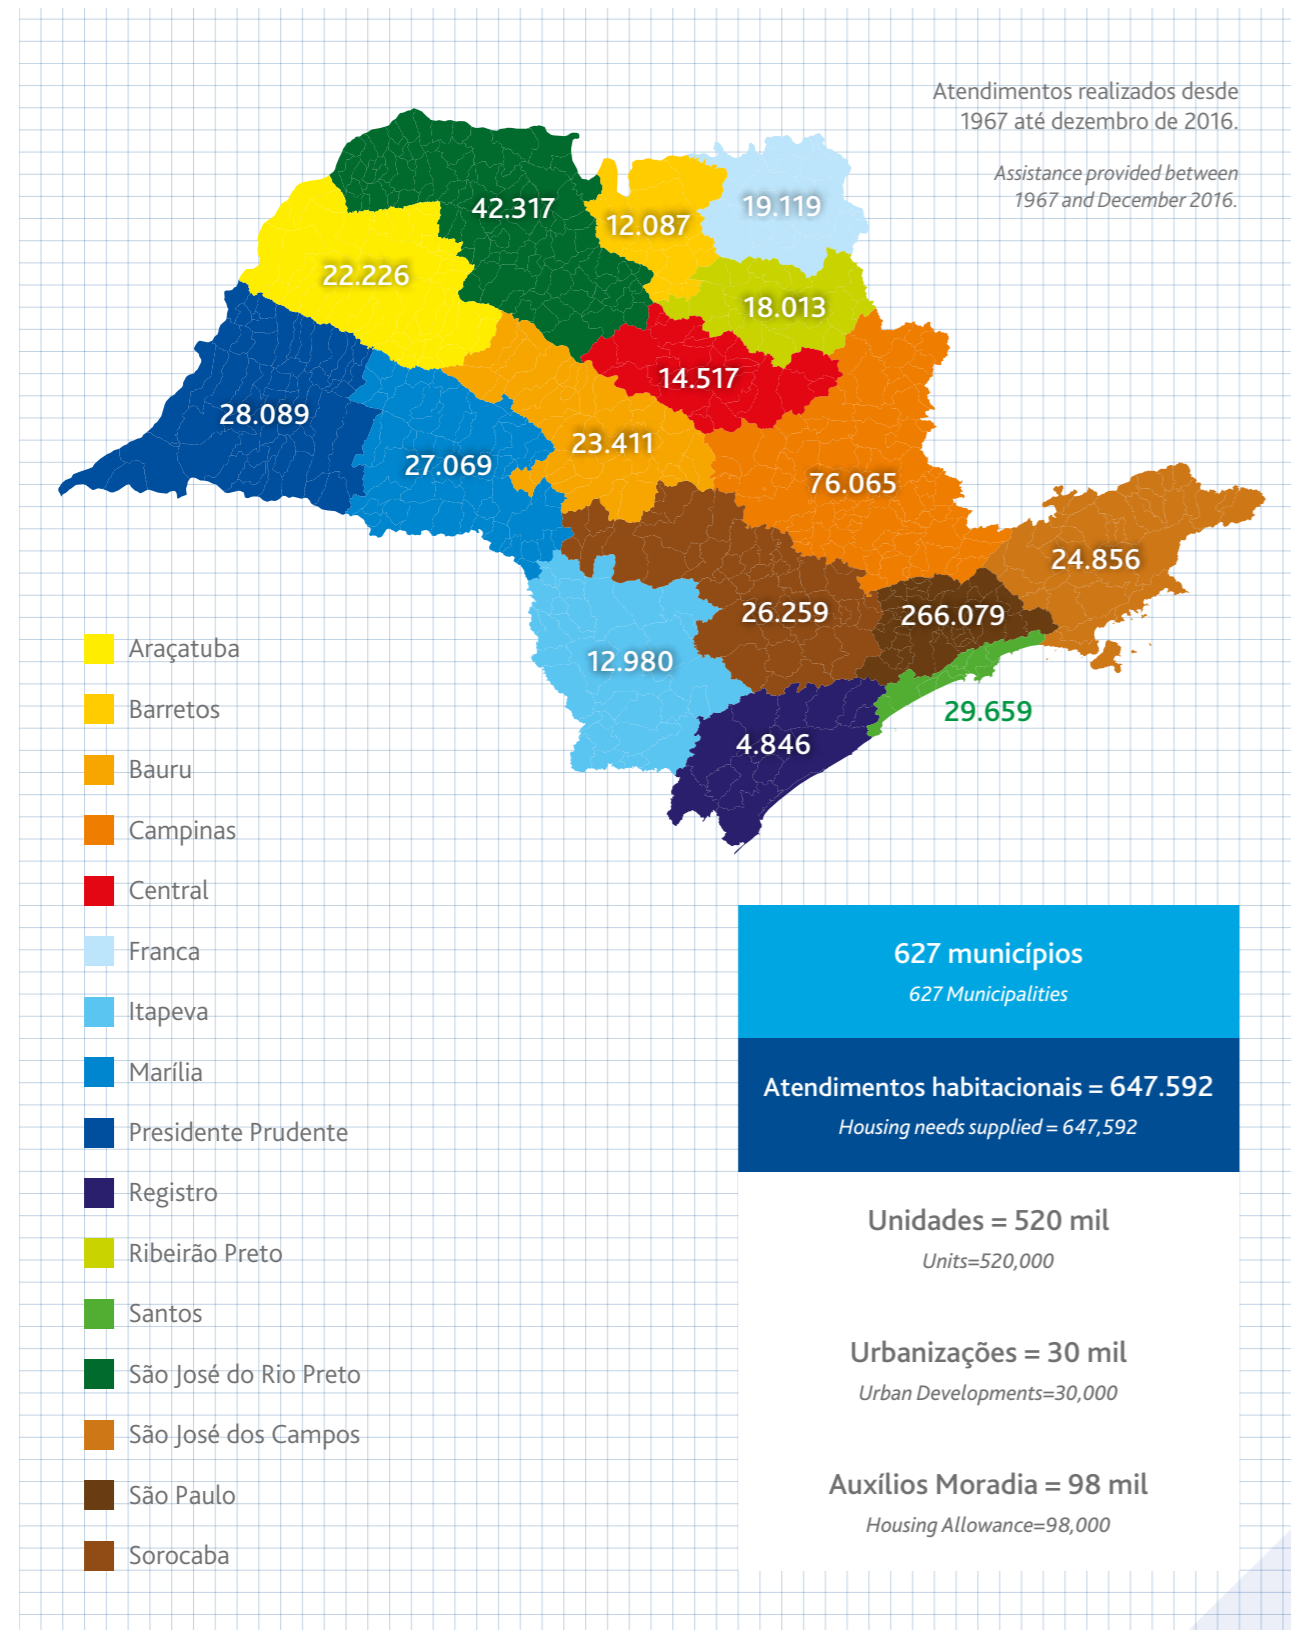 Atendimentos realizados desde
1967 até dezembro de 2016.
Assistance provided between
1967 and December 2016.
42.317
12.087
19.119
22.226
18.013
14.517
28.089
23.411
27.069
76.065
24.856
26.259
266.079
12.980
29.659
4.846
Araçatuba
Barretos
Bauru
Campinas
Central
Franca
Itapeva
Marília
Presidente Prudente
Registro
Ribeirão Preto
Santos
São José do Rio Preto
São José dos Campos
São Paulo
Sorocaba
627 municípios
627 Municipalities
Atendimentos habitacionais = 647.592
Housing needs supplied = 647,592
Unidades = 520 mil
Units=520,000
Urbanizações = 30 mil
Urban Developments=30,000
Auxílios Moradia = 98 mil
Housing Allowance=98,000